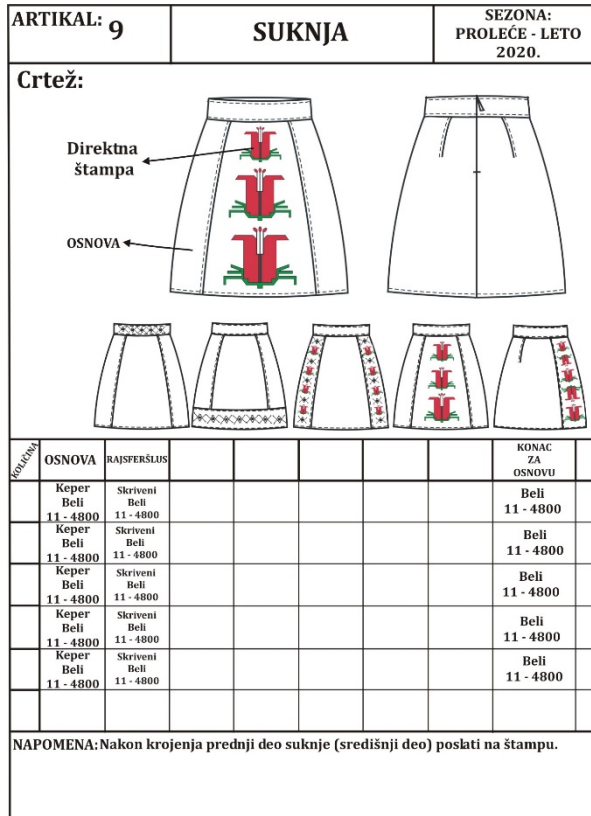 ARTIKAL: 9
SUKNJA
SEZONA:
PROLEĆE - LETO
2020.
Crtež:
Direktna
štampa
OSNOVA
KOLIČINA
OSNOVA
RAJSFERŠLUS
KONAC
ZA
OSNOVU
Keper
Beli
11 - 4800
Skriveni
Beli
11 - 4800
Beli
11 - 4800
Keper
Beli
11 - 4800
Skriveni
Beli
11 - 4800
Beli
11 - 4800
Keper
Beli
11 - 4800
Skriveni
Beli
11 - 4800
Beli
11 - 4800
Keper
Beli
11 - 4800
Skriveni
Beli
11 - 4800
Beli
11 - 4800
Keper
Beli
11 - 4800
Skriveni
Beli
11 - 4800
Beli
11 - 4800
NAPOMENA: Nakon krojenja prednji deo suknje (središnji deo) poslati na štampu.